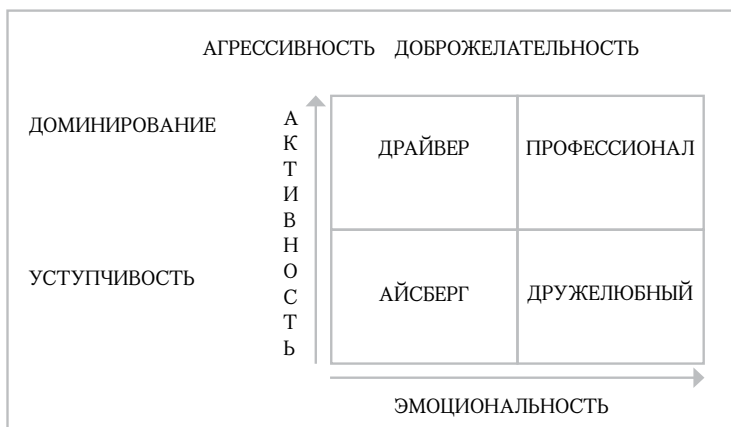 АГРЕССИВНОСТЬ ДОБРОЖЕЛАТЕЛЬНОСТЬ
ДОМИНИРОВАНИЕ
УСТУПЧИВОСТЬ
АКТИВНОСТЬ
ДРАЙВЕР ПРОФЕССИОНАЛ
АЙСБЕРГ ДРУЖЕЛЮБНЫЙ
ЭМОЦИОНАЛЬНОСТЬ